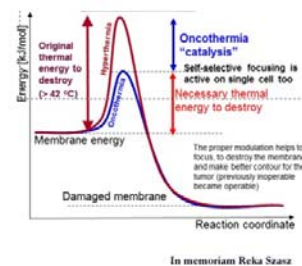 Original
thermal
energy to
destroy
(> 42 °C)
Energy [kJ/mol]
Hyperthermia
Oncothermia
Oncothermia
"catalysis"
Self-selective focusing is
active on single cell too
Necessary thermal
energy to destroy
Membrane energy
The proper modulation helps to
focus, to destroy the membrane
and make better contour for the
tumor (previously inoperable
became operable)
Damaged membrane
Reaction coordinate
In memoriam Reka Szasz